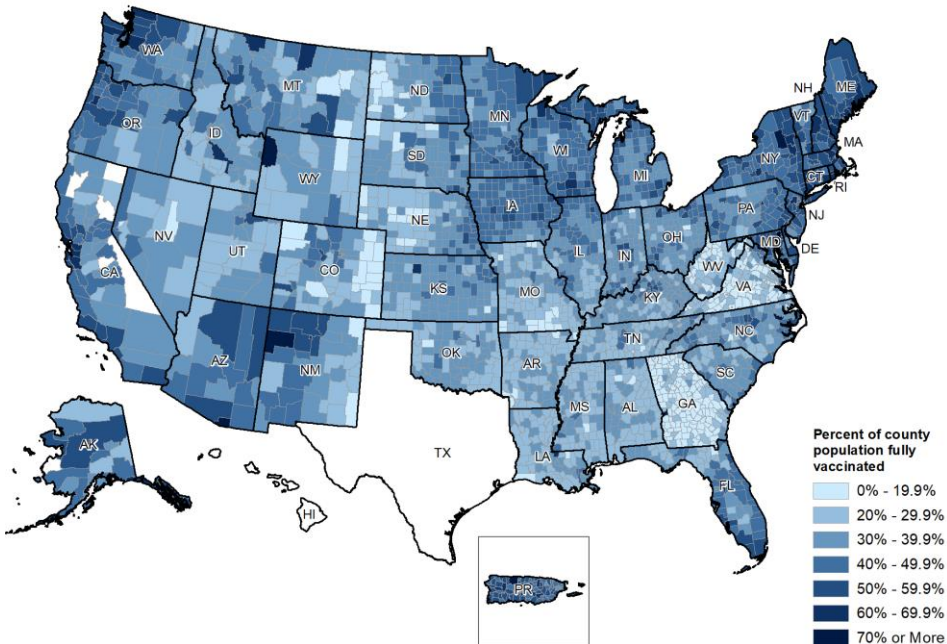 WA
MT
ND
MN
OR
ID
SD
WI
WY
MI
NH
VT
ME
MA
NY
CT
RI
NV
UT
CO
NE
IA
IL
IN
OH
PA
NJ
MD
DE
CA
KS
MO
KY
WV
VA
AZ
NM
OK
AR
TN
NC
SC
MS
AL
GA
LA
TX
FL
AK
HI
PR
Percent of county
population fully
vaccinated
0% - 19.9%
20% - 29.9%
30% - 39.9%
40% - 49.9%
50% - 59.9%
60% - 69.9%
70% or More